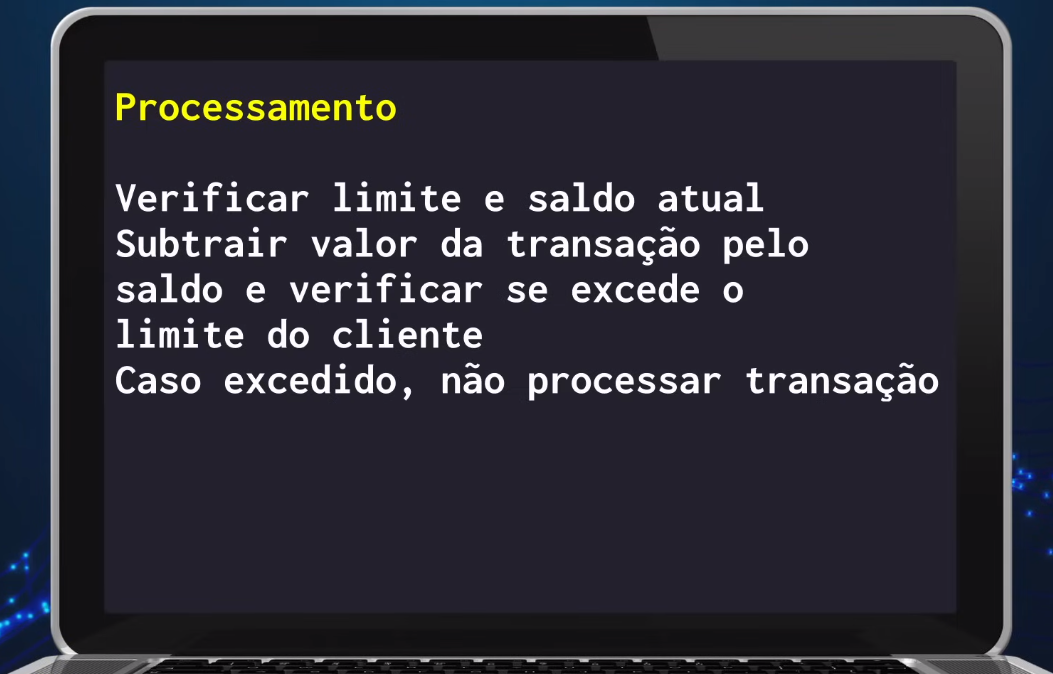 Processamento
Verificar limite e saldo atual
Subtrair valor da transação pelo
saldo e verificar se excede o
limite do cliente
Caso excedido, não processar transação